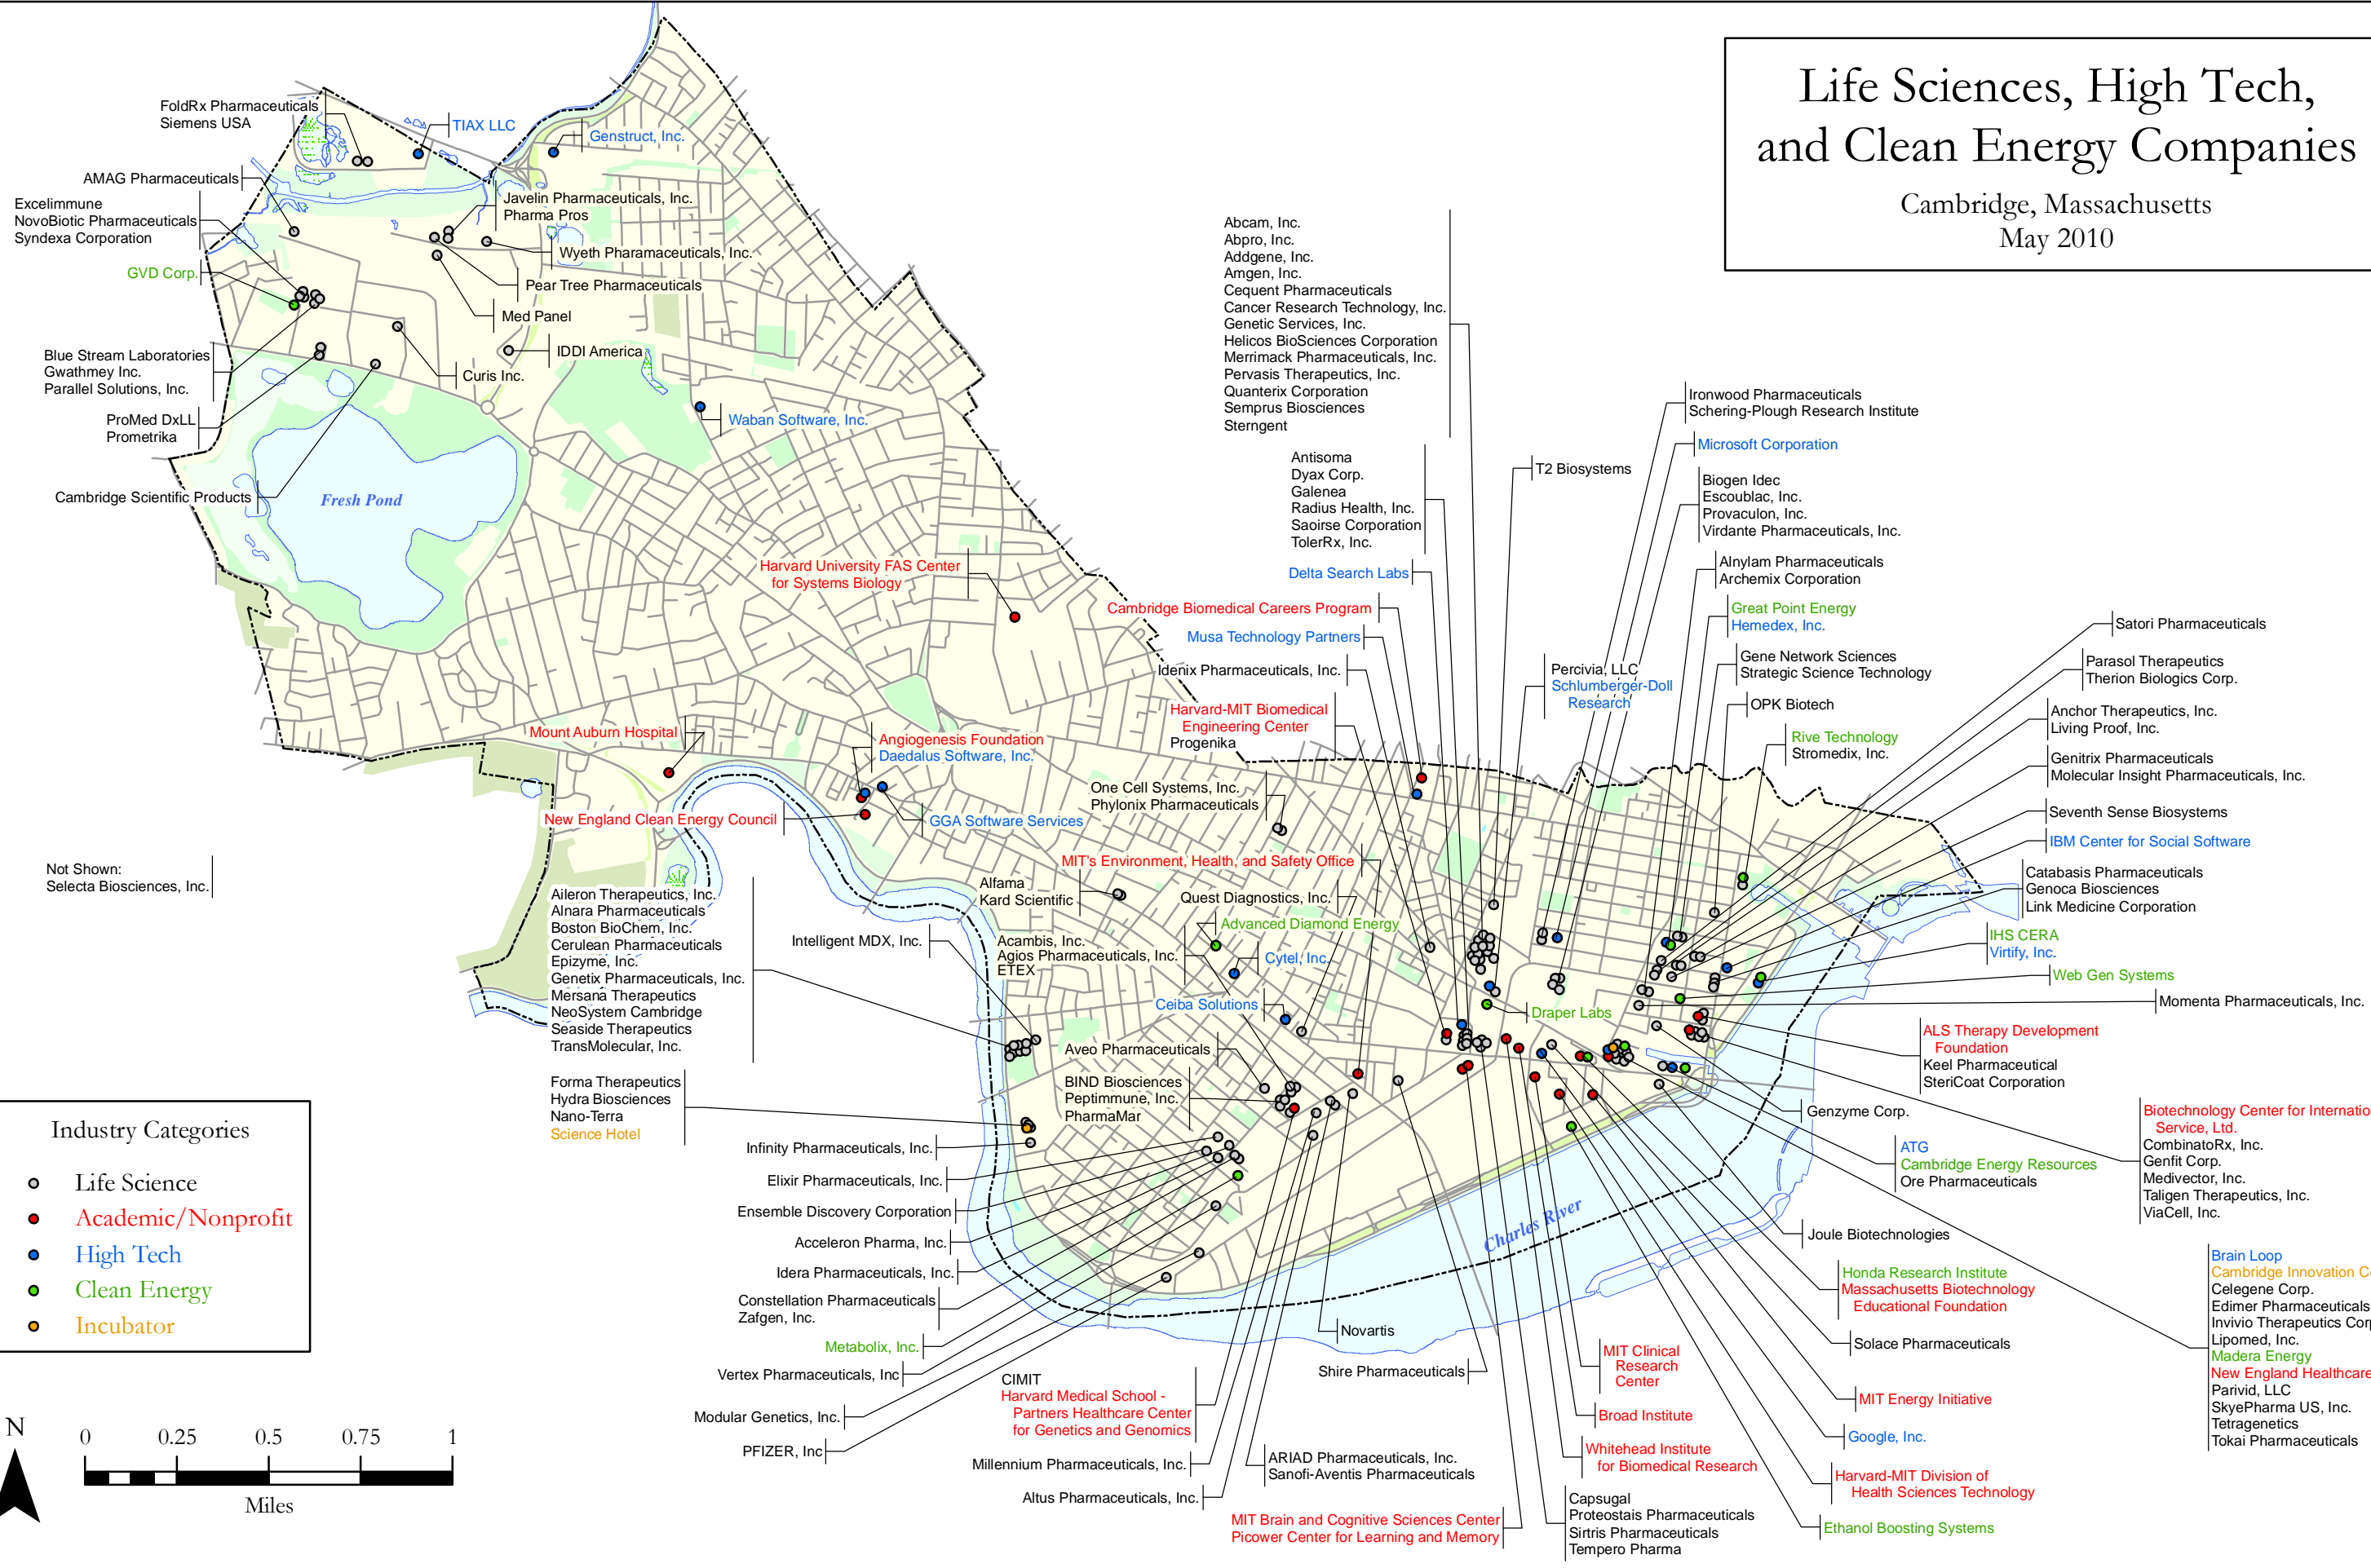 Life Sciences, High Tech,
and Clean Energy Companies
Cambridge, Massachusetts
May 2010
FoldRx Pharmaceuticals
Siemens USA
TIAX LLC
Genstruct, Inc.
AMAG Pharmaceuticals
Excelimmune
NovoBiotic Pharmaceuticals
Syndexa Corporation
GVD Corp.
Javelin Pharmaceuticals, Inc.
Pharma Pros
Wyeth Pharamaceuticals, Inc.
Pear Tree Pharmaceuticals
Med Panel
IDDI America
Curis Inc.
Blue Stream Laboratories
Gwathmey Inc.
Parallel Solutions, Inc.
ProMed DxLL
Prometrika
Waban Software, Inc.
Cambridge Scientific Products
Fresh Pond
Abcam, Inc.
Abpro, Inc.
Addgene, Inc.
Amgen, Inc.
Cequent Pharmaceuticals
Cancer Research Technology, Inc.
Genetic Services, Inc.
Helicos BioSciences Corporation
Merrimack Pharmaceuticals, Inc.
Pervasis Therapeutics, Inc.
Quanterix Corporation
Semprus Biosciences
Sterngent
Antisoma
Dyax Corp.
Galenea
Radius Health, Inc.
Saoirse Corporation
TolerRx, Inc.
T2 Biosystems
Ironwood Pharmaceuticals
Schering-Plough Research Institute
Microsoft Corporation
Biogen Idec
Escoublac, Inc.
Provaculon, Inc.
Virdante Pharmaceuticals, Inc.
Alnylam Pharmaceuticals
Archemix Corporation
Great Point Energy
Hemedex, Inc.
Gene Network Sciences
Strategic Science Technology
OPK Biotech
Rive Technology
Stromedix, Inc.
Harvard University FAS Center
for Systems Biology
Delta Search Labs
Cambridge Biomedical Careers Program
Musa Technology Partners
Idenix Pharmaceuticals, Inc.
Harvard-MIT Biomedical
Engineering Center
Progenika
Percivia, LLC
Schlumberger-Doll
Research
Satori Pharmaceuticals
Parasol Therapeutics
Therion Biologics Corp.
Anchor Therapeutics, Inc.
Living Proof, Inc.
Genitrix Pharmaceuticals
Molecular Insight Pharmaceuticals, Inc.
Seventh Sense Biosystems
IBM Center for Social Software
Catabasis Pharmaceuticals
Genoca Biosciences
Link Medicine Corporation
IHS CERA
Virtify, Inc.
Web Gen Systems
Momenta Pharmaceuticals, Inc.
ALS Therapy Development
Foundation
Keel Pharmaceutical
SteriCoat Corporation
Mount Auburn Hospital
Angiogenesis Foundation
Daedalus Software, Inc.
New England Clean Energy Council
GGA Software Services
One Cell Systems, Inc.
Phylonix Pharmaceuticals
MIT's Environment, Health, and Safety Office
Alfama
Kard Scientific
Quest Diagnostics, Inc.
Advanced Diamond Energy
Intelligent MDX, Inc.
Acambis, Inc.
Agios Pharmaceuticals, Inc.
ETEX
Cytel, Inc.
Ceiba Solutions
Draper Labs
Not Shown:
Selecta Biosciences, Inc.
Aileron Therapeutics, Inc.
Alnara Pharmaceuticals
Boston BioChem, Inc.
Cerulean Pharmaceuticals
Epizyme, Inc.
Genetix Pharmaceuticals, Inc.
Mersana Therapeutics
NeoSystem Cambridge
Seaside Therapeutics
TransMolecular, Inc.
Aveo Pharmaceuticals
BIND Biosciences
Peptimmune, Inc.
PharmaMar
Forma Therapeutics
Hydra Biosciences
Nano-Terra
Science Hotel
Infinity Pharmaceuticals, Inc.
Elixir Pharmaceuticals, Inc.
Ensemble Discovery Corporation
Acceleron Pharma, Inc.
Idera Pharmaceuticals, Inc.
Constellation Pharmaceuticals
Zafgen, Inc.
Metabolix, Inc.
Vertex Pharmaceuticals, Inc
Modular Genetics, Inc.
PFIZER, Inc
CIMIT
Harvard Medical School -
Partners Healthcare Center
for Genetics and Genomics
Millennium Pharmaceuticals, Inc.
Altus Pharmaceuticals, Inc.
ARIAD Pharmaceuticals, Inc.
Sanofi-Aventis Pharmaceuticals
Novartis
Shire Pharmaceuticals
MIT Brain and Cognitive Sciences Center
Picower Center for Learning and Memory
Charles River
MIT Clinical
Research
Center
Broad Institute
Whitehead Institute
for Biomedical Research
Capsugal
Proteostais Pharmaceuticals
Sirtris Pharmaceuticals
Tempero Pharma
Genzyme Corp.
ATG
Cambridge Energy Resources
Ore Pharmaceuticals
Joule Biotechnologies
Honda Research Institute
Massachusetts Biotechnology
Educational Foundation
Solace Pharmaceuticals
MIT Energy Initiative
Google, Inc.
Harvard-MIT Division of
Health Sciences Technology
Ethanol Boosting Systems
Biotechnology Center for
Service, Ltd.
CombinatoRx, Inc.
Genfit Corp.
Medivector, Inc.
Taligen Therapeutics, Inc.
ViaCell, Inc.
Brain Loop
Cambridge Innovation
Celegene Corp.
Edimer Pharmaceuticals
Invivio Therapeutics
Lipomed, Inc.
Madera Energy
New England Healthcare
Parivid, LLC
SkyePharma US, Inc.
Tetragenetics
Tokai Pharmaceuticals
Industry Categories
Life Science
Academic/Nonprofit
High Tech
Clean Energy
Incubator
N
0 0.25 0.5 0.75 1
Miles